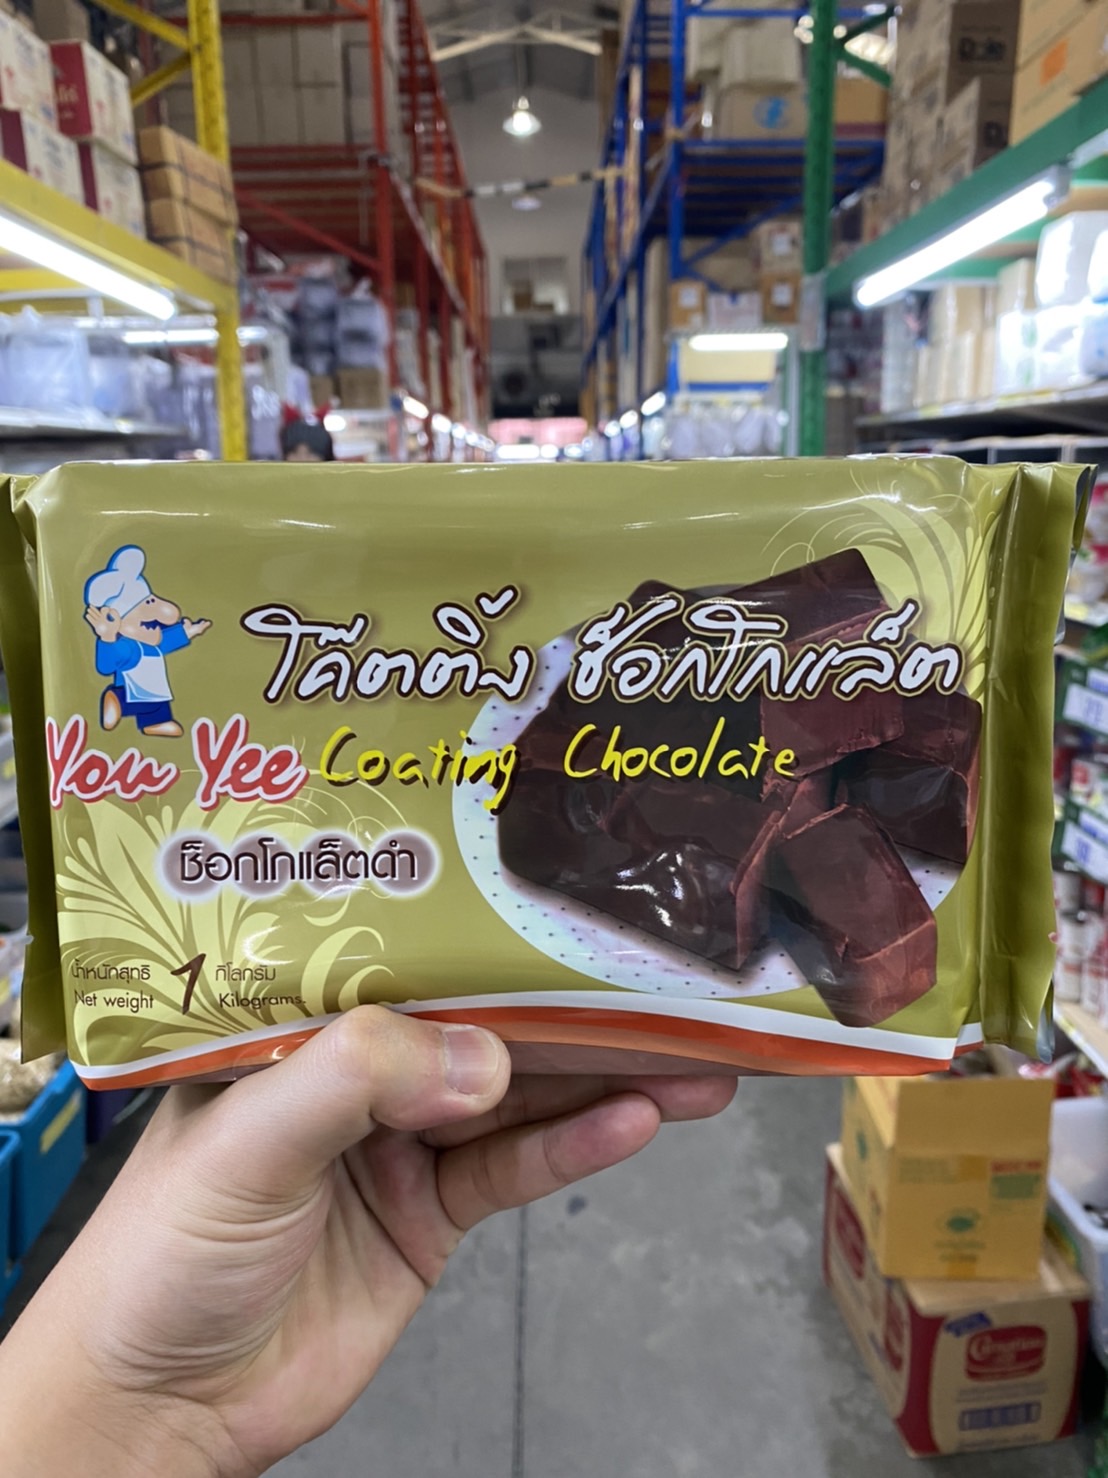 โค๊ตติ้ง ช็อกโกแล็ต
You Yee Coating Chocolate
ช็อกโกแล็ตดำ
น้ำหนักสุทธิ 1 กิโลกรัม
Net weight Kilograms.
Dole